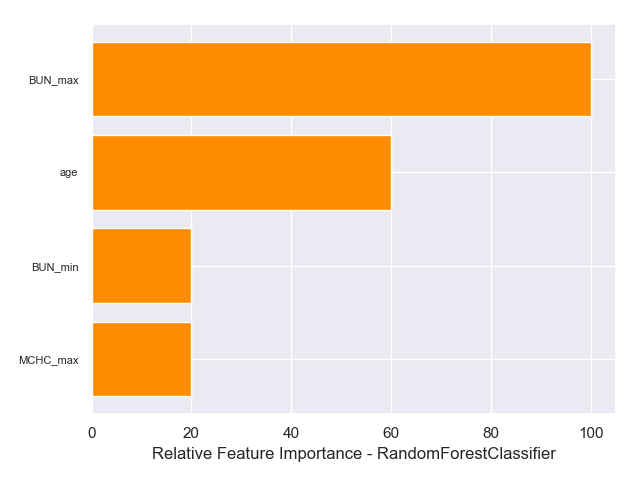 BUN_max
age
BUN_min
MCHC_max
0 20 40 60 80 100
Relative Feature Importance - RandomForestClassifier